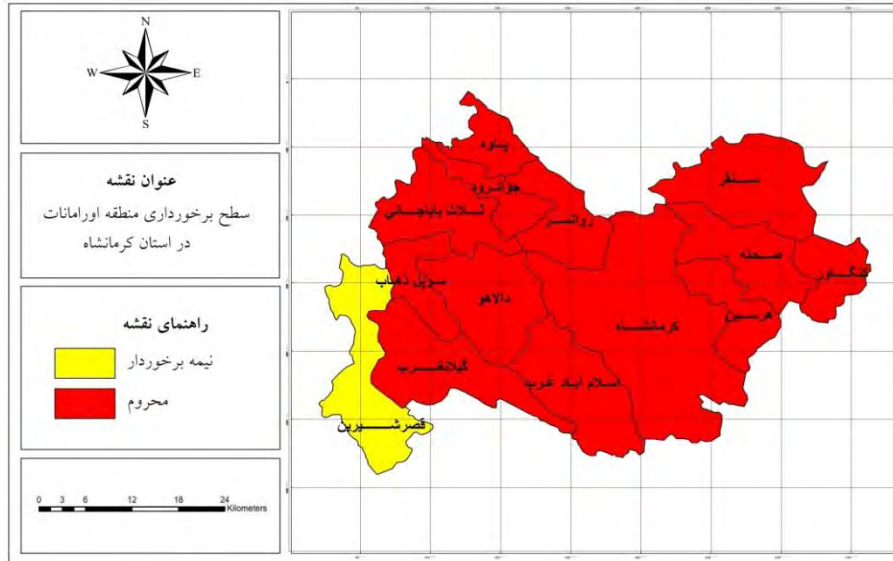 N
W E
S
عنوان نقشه
سطح برخورداری منطقه اورامانات
در استان کرمانشاه
راهنمای نقشه
نیمه برخوردار
محروم
0 3 6 12 18 24
Kilometers
پاوه
جوانرود
ثلاث باباجانی
روانسر
سنقر
صحنه
کنگاور
هرسین
کرمانشاه
سرپل ذهاب
دالاهو
گیلانغرب
اسلام آباد غرب
قصرشیرین